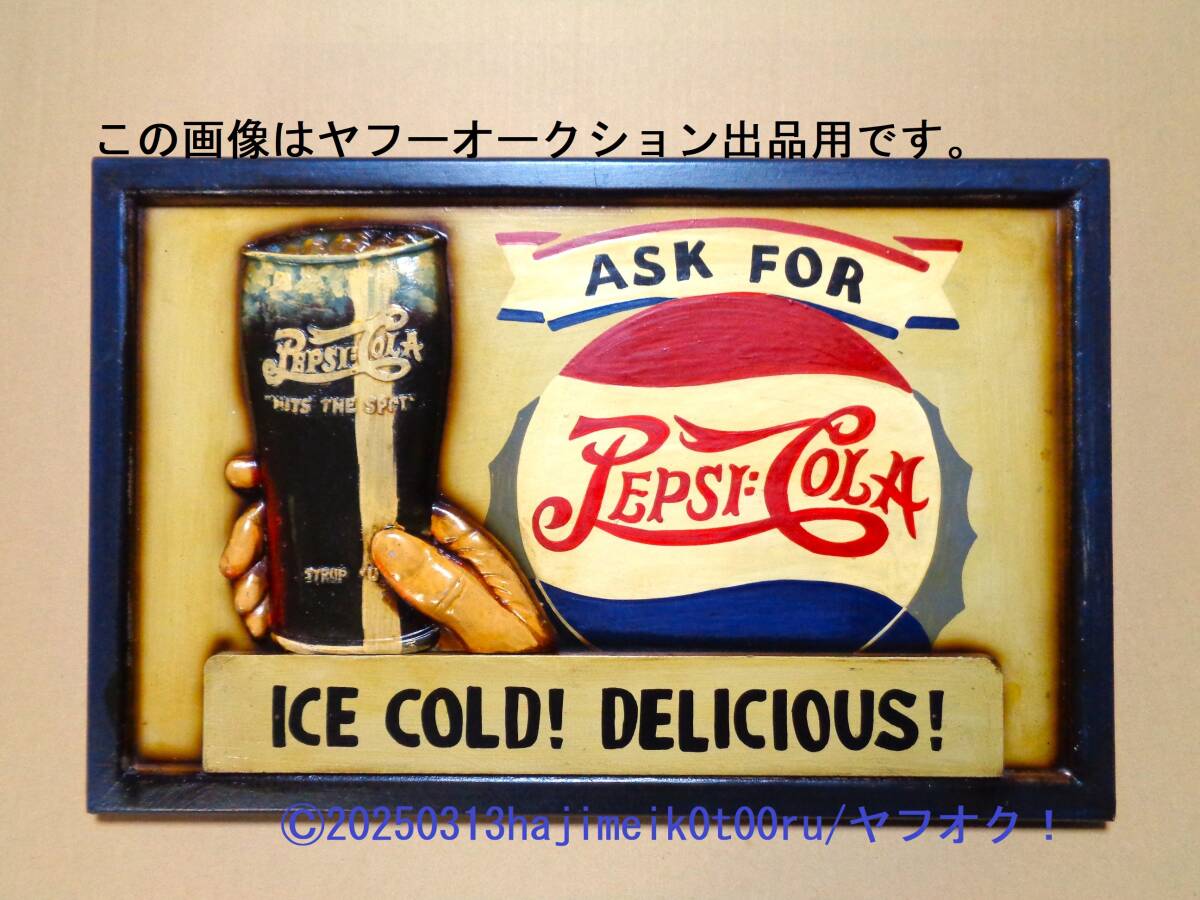 この画像はヤフーオークション出品用です。
ASK FOR
PEPSI:COLA
"HITS THE SPOT"
SYRUP
PEPSI:COLA
ICE COLD! DELICIOUS!
©20250313hajimeik0t00ru/ヤフオク!